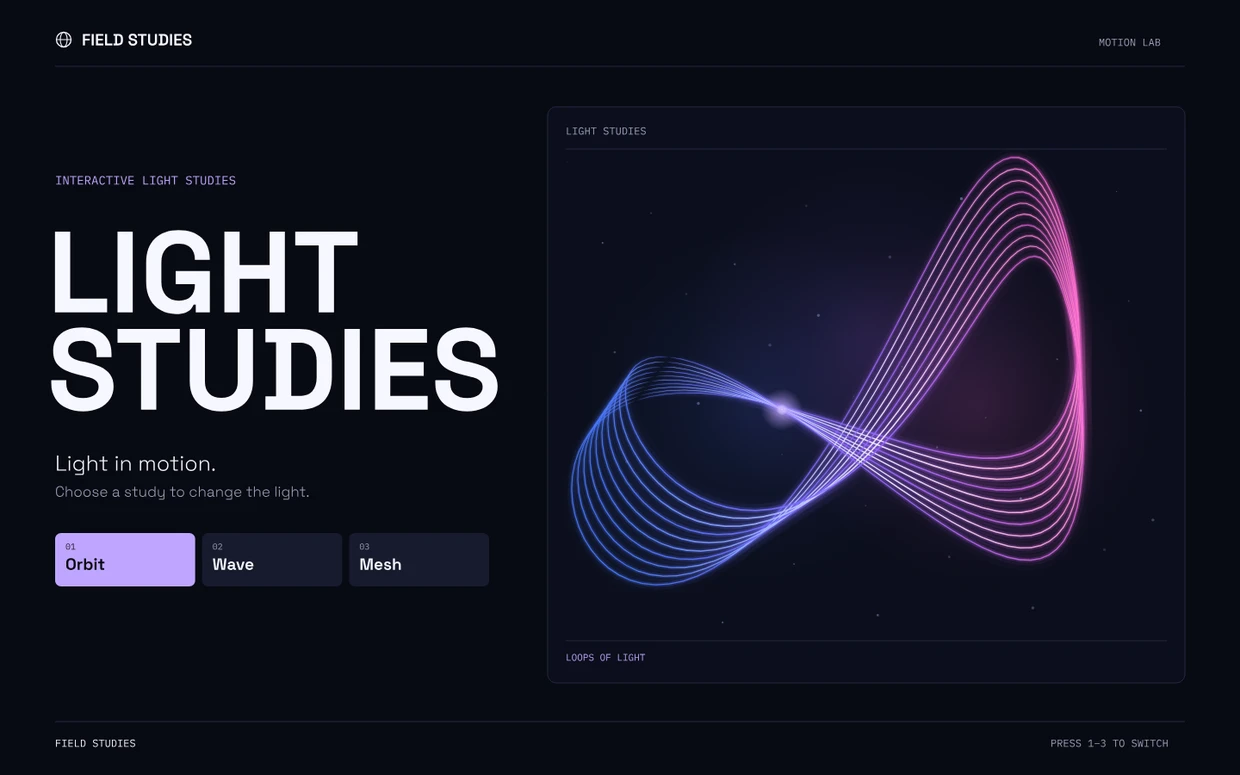 FIELD STUDIES
MOTION LAB
INTERACTIVE LIGHT STUDIES
LIGHT
STUDIES
Light in motion.
Choose a study to change the light.
01
Orbit
02
Wave
03
Mesh
LIGHT STUDIES
LOOPS OF LIGHT
FIELD STUDIES
PRESS 1–3 TO SWITCH